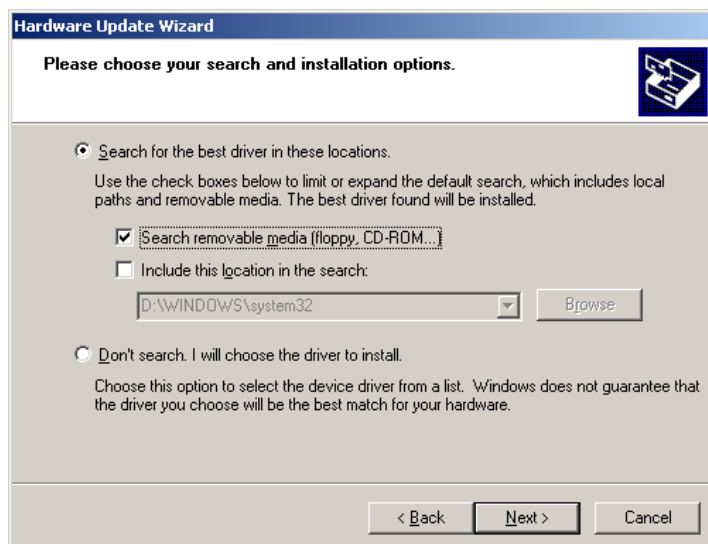 Hardware Update Wizard
Please choose your search and installation options.
Search for the best driver in these locations.
Use the check boxes below to limit or expand the default search, which includes local
paths and removable media. The best driver found will be installed.
Search removable media (floppy, CD-ROM...)
Include this location in the search:
D:\WINDOWS\system32
Browse
Don't search. I will choose the driver to install.
Choose this option to select the device driver from a list.  Windows does not guarantee that
the driver you choose will be the best match for your hardware.
< Back
Next >
Cancel